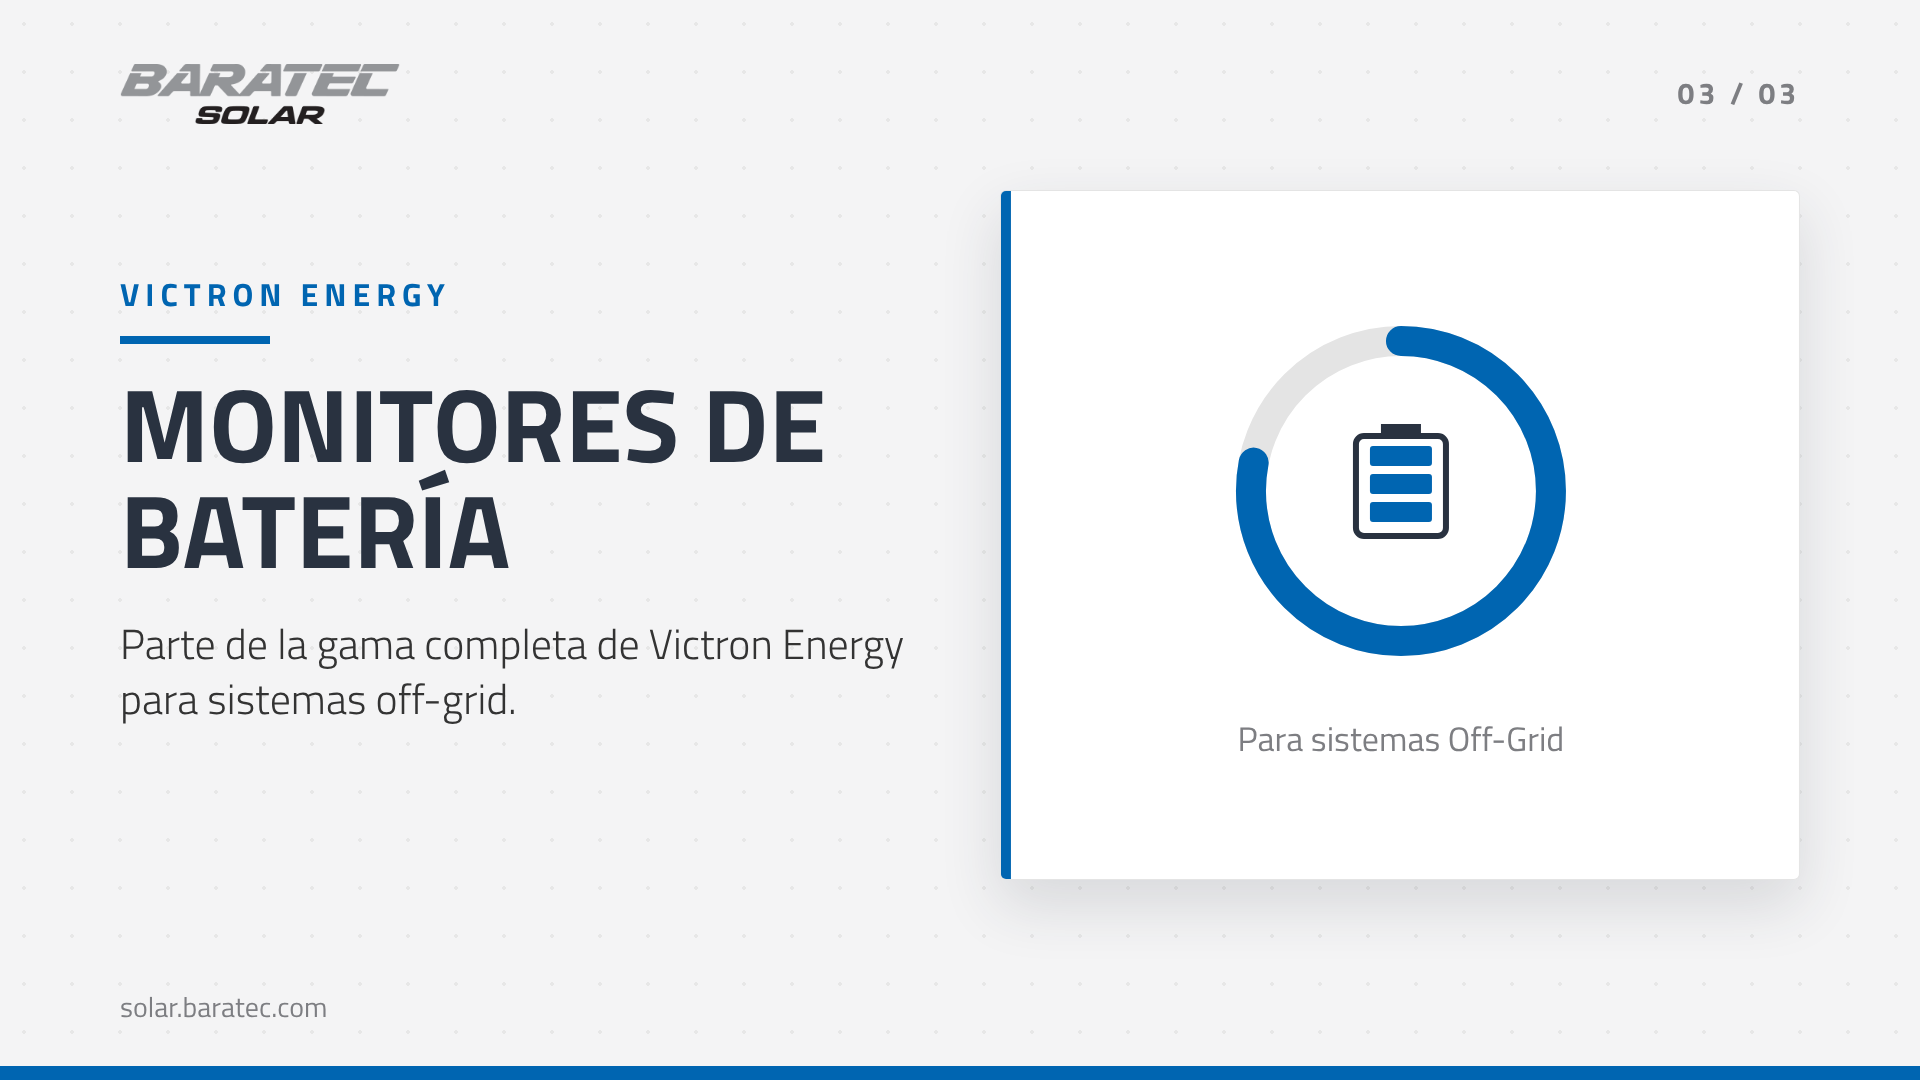 BARATEC
SOLAR
03 / 03
VICTRON ENERGY
MONITORES DE
BATERÍA
Parte de la gama completa de Victron Energy
para sistemas off-grid.
Para sistemas Off-Grid
solar.baratec.com